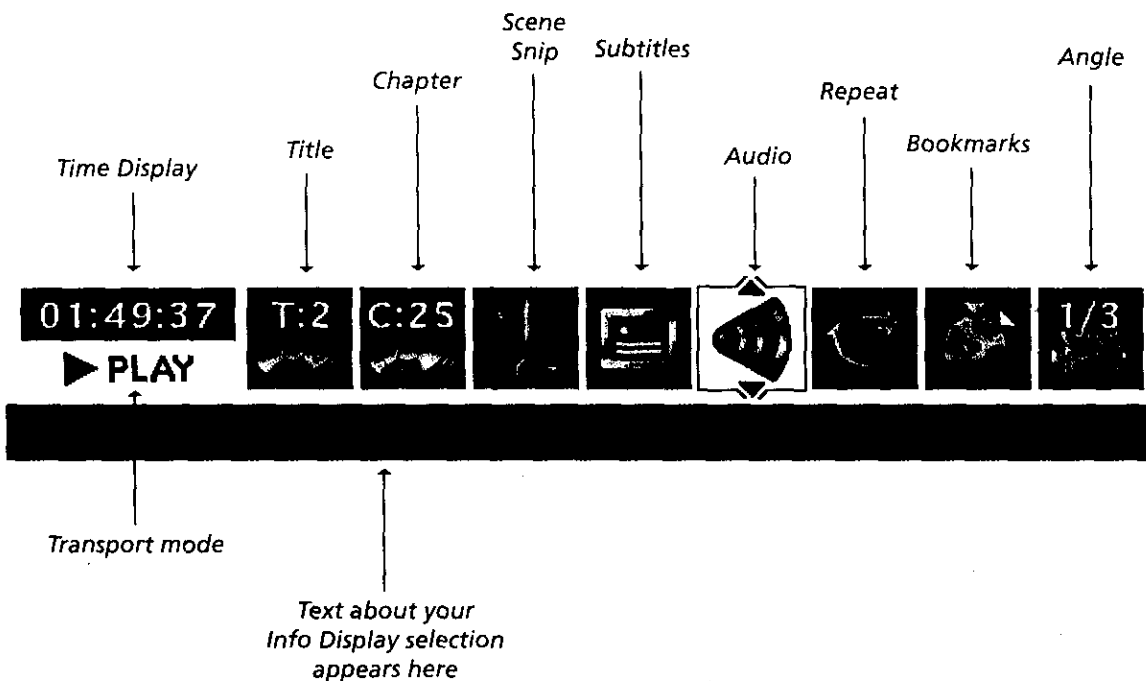 Scene
Snip
Subtitles
Angle
Chapter
Repeat
Title
Bookmarks
Time Display
Audio
01:49:37
T:2
C:25
1/3
PLAY
Transport mode
Text about your
Info Display selection
appears here